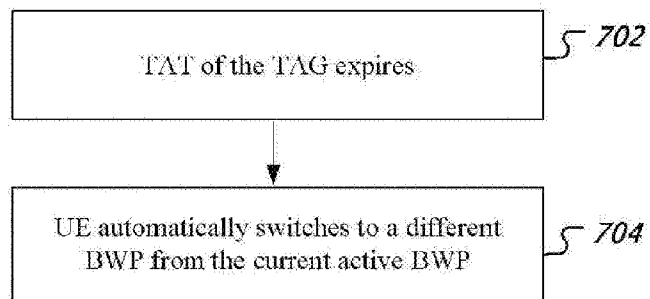 TAT of the TAG expires
702
UE automatically switches to a different
BWP from the current active BWP
704